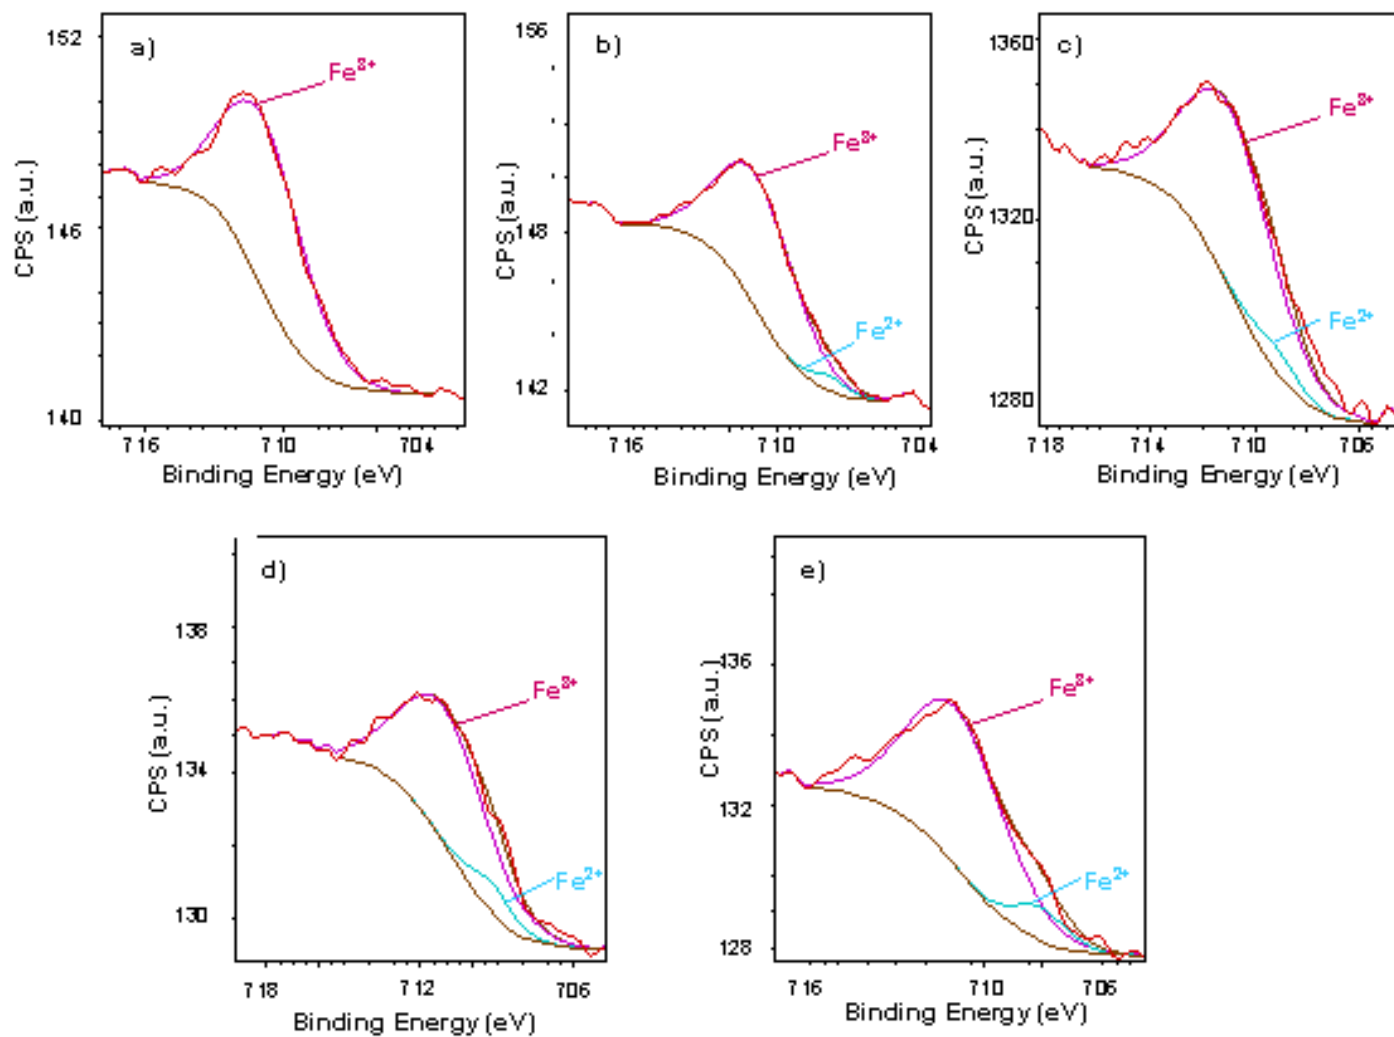 a)
152
146
140
Fe³⁺
CPS (a.u.)
716 710 704
Binding Energy (eV)
b)
156
148
142
Fe³⁺
Fe²⁺
CPS (a.u.)
716 710 704
Binding Energy (eV)
c)
1360
1320
1280
Fe³⁺
Fe²⁺
CPS (a.u.)
718 714 710 706
Binding Energy (eV)
d)
138
134
130
Fe³⁺
Fe²⁺
CPS (a.u.)
718 712 706
Binding Energy (eV)
e)
136
132
128
Fe³⁺
Fe²⁺
CPS (a.u.)
716 710 706
Binding Energy (eV)